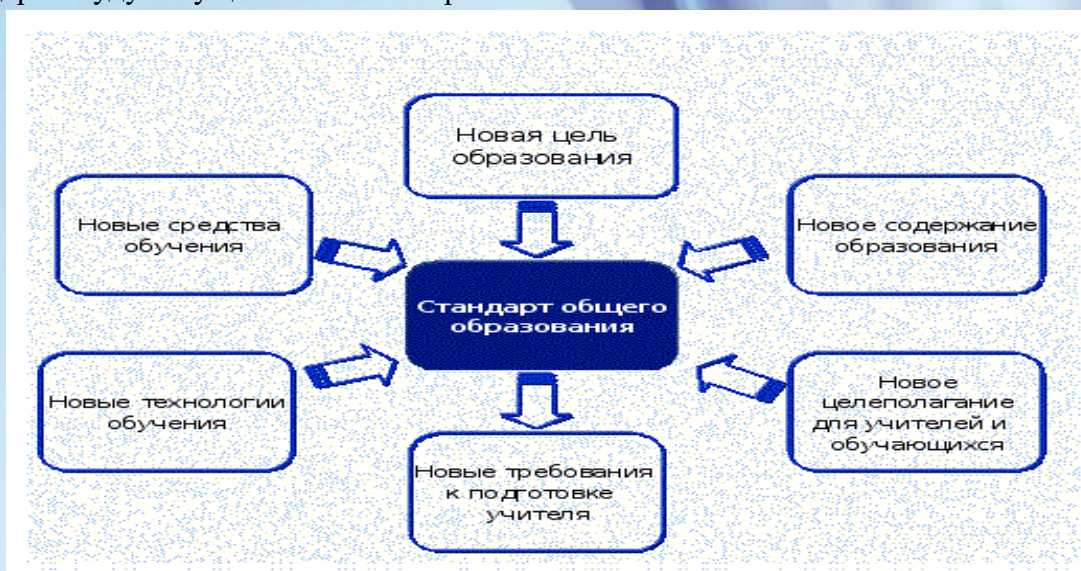 Новая цель
образования
Новые средства
обучения
Новое содержание
образования
Стандарт общего
образования
Новые технологии
обучения
Новое
целеполагание
для учителей и
обучающихся
Новые требования
к подготовке
учителя